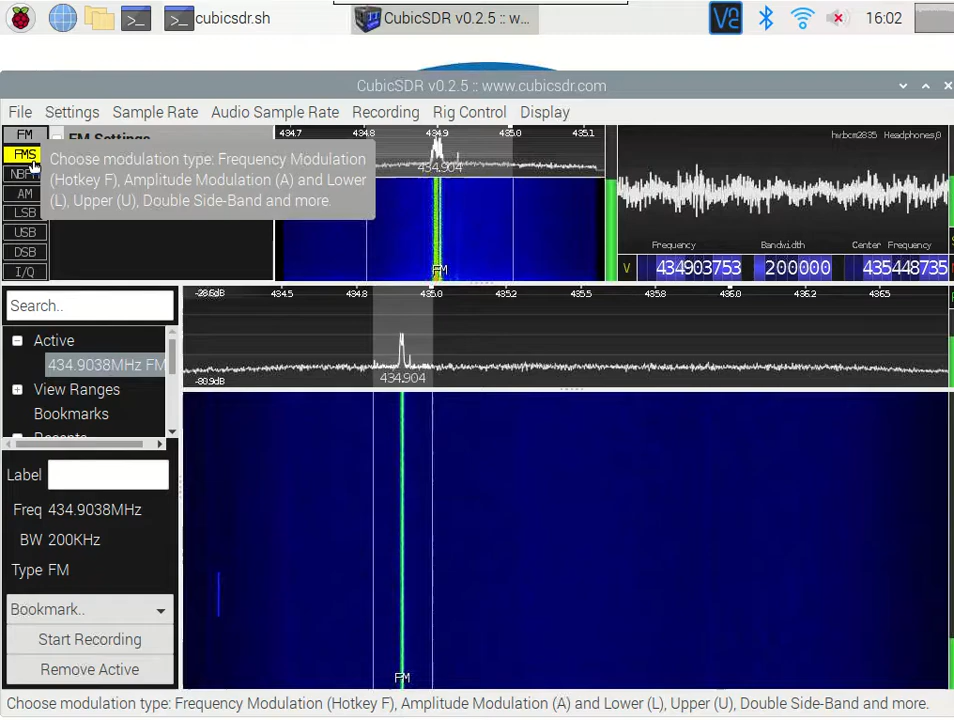 cubicsdr.sh
CubicSDR v0.2.5 :: w...
16:02
CubicSDR v0.2.5 :: www.cubicsdr.com
File Settings Sample Rate Audio Sample Rate Recording Rig Control Display
FM
FMS
AM
LSB
USB
DSB
I/Q
FM Settings
Choose modulation type: Frequency Modulation
(Hotkey F), Amplitude Modulation (A) and Lower
(L), Upper (U), Double Side-Band and more.
434.7 434.8 434.9 435.0 435.1
434.904
FM
Headphones,0
Frequency Bandwidth Center Frequency
V 434903753 200000 435448735
Search..
Active
434.9038MHz FM
View Ranges
Bookmarks
Recents
Label
Freq 434.9038MHz
BW 200KHz
Type FM
Bookmark..
Start Recording
Remove Active
434.5 434.8 435.0 435.2 435.5 435.8 436.2 436.5
434.904
FM
Choose modulation type: Frequency Modulation (Hotkey F), Amplitude Modulation (A) and Lower (L), Upper (U), Double Side-Band and more.